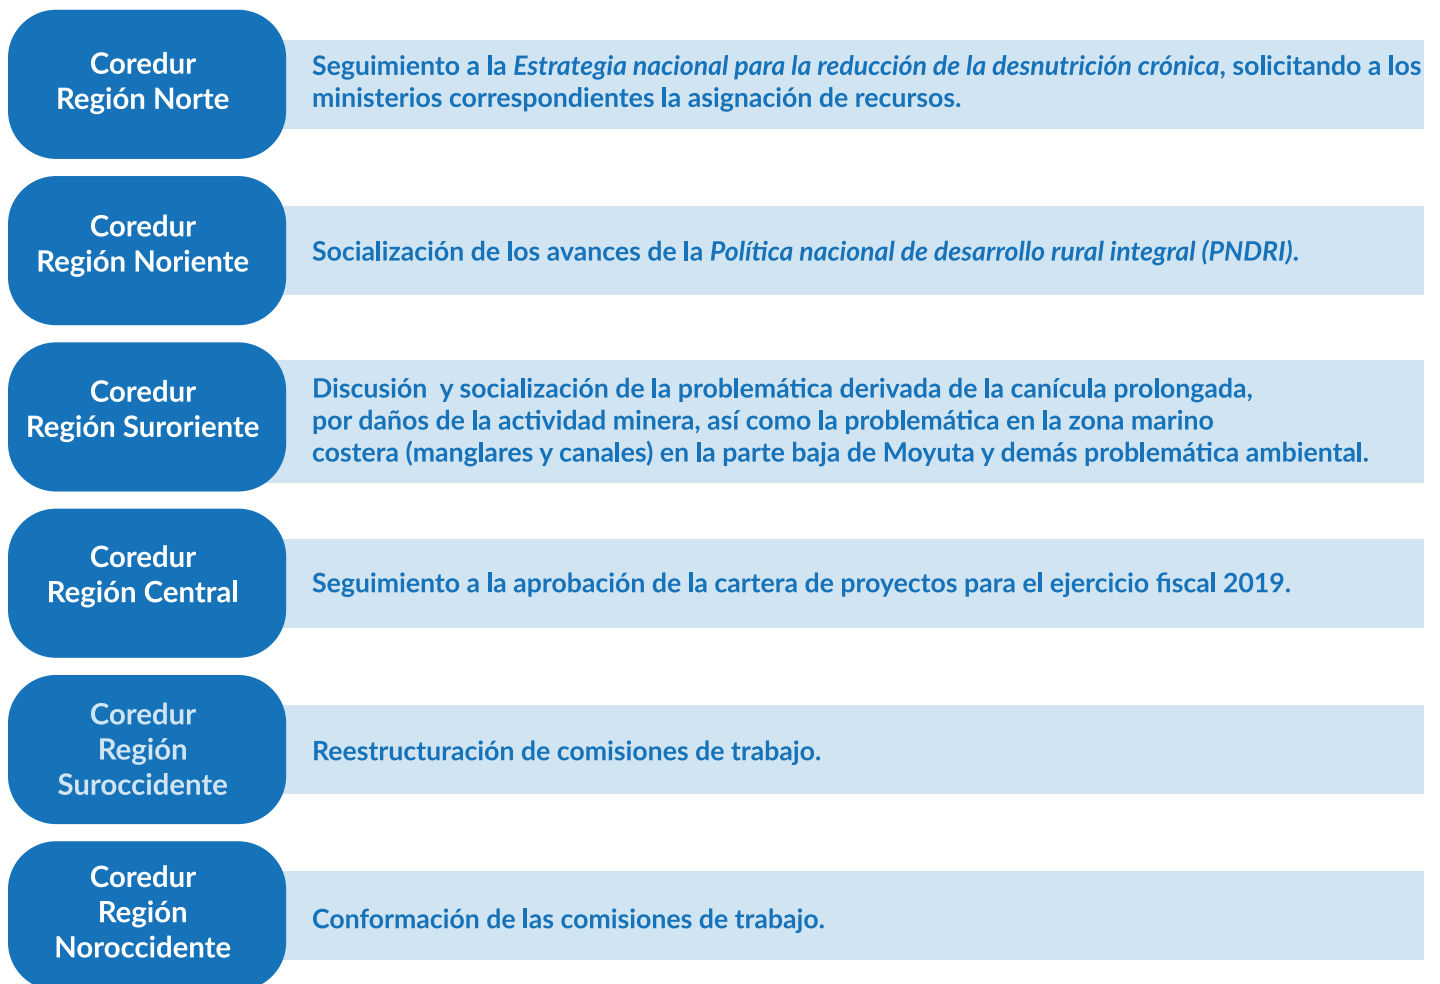 Coredur
Región Norte
Seguimiento a la Estrategia nacional para la reducción de la desnutrición crónica, solicitando a los
ministerios correspondientes la asignación de recursos.
Coredur
Región Noriente
Socialización de los avances de la Política nacional de desarrollo rural integral (PNDRI).
Coredur
Región Suroriente
Discusión  y socialización de la problemática derivada de la canícula prolongada,
por daños de la actividad minera, así como la problemática en la zona marino
costera (manglares y canales) en la parte baja de Moyuta y demás problemática ambiental.
Coredur
Región Central
Seguimiento a la aprobación de la cartera de proyectos para el ejercicio fiscal 2019.
Coredur
Región
Suroccidente
Reestructuración de comisiones de trabajo.
Coredur
Región
Noroccidente
Conformación de las comisiones de trabajo.